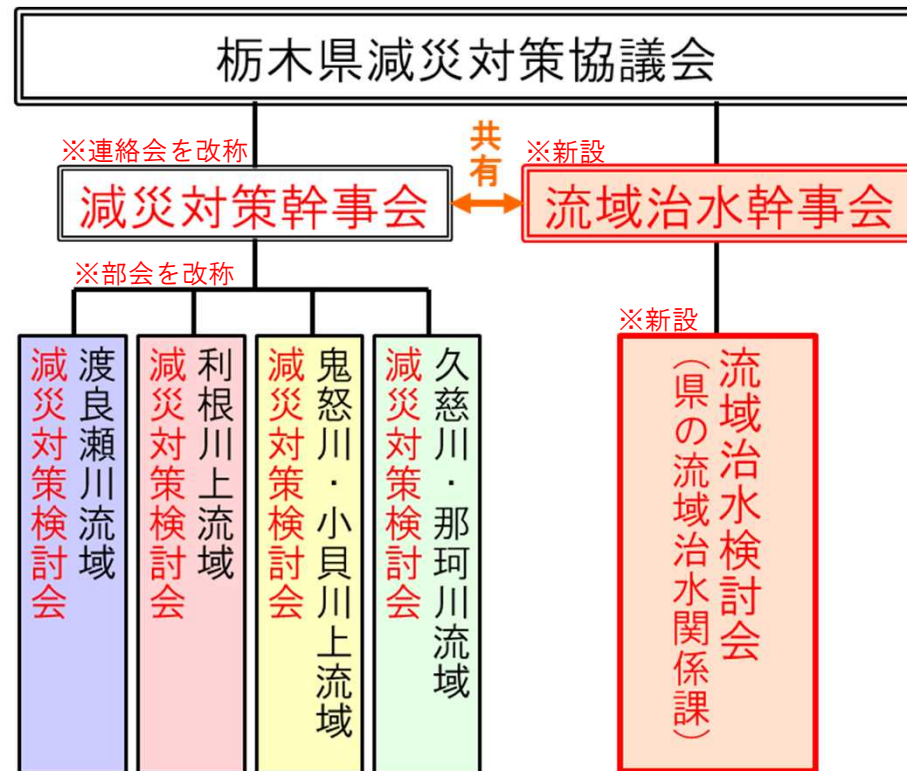 栃木県減災対策協議会
※連絡会を改称
共有
※新設
減災対策幹事会
流域治水幹事会
※部会を改称
※新設
渡良瀬川流域
減災対策検討会
利根川上流域
減災対策検討会
鬼怒川・小貝川上流域
減災対策検討会
久慈川・那珂川流域
減災対策検討会
流域治水検討会
（県の流域治水関係課）